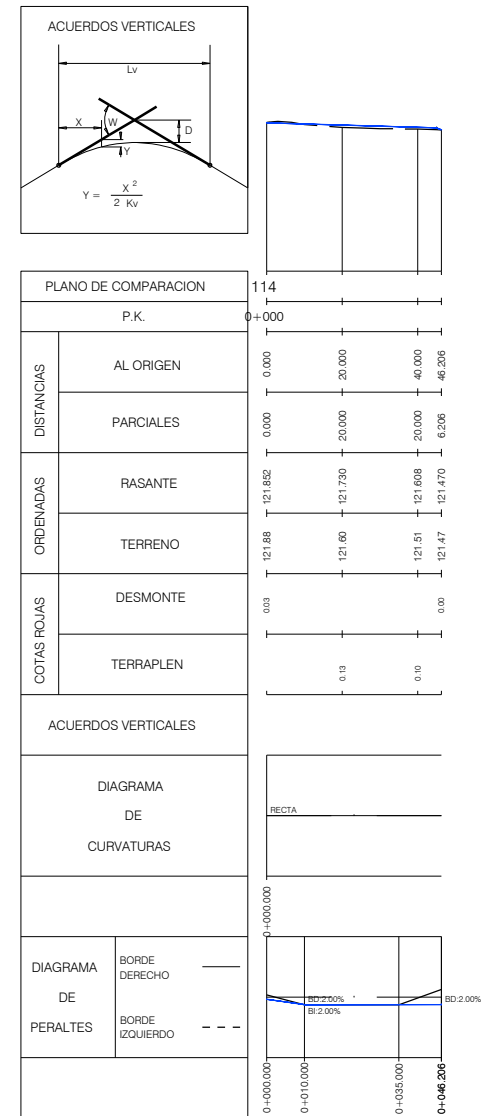 ACUERDOS VERTICALES
Lv
X
W
D
Y
Y = X 2
2 Kv
PLANO DE COMPARACION 114
P.K. 0+000
DISTANCIAS
AL ORIGEN 0.000 20.000 40.000 46.206
PARCIALES 0.000 20.000 20.000 6.206
ORDENADAS
RASANTE 121.852 121.730 121.608 121.470
TERRENO 121.88 121.60 121.51 121.47
COTAS ROJAS
DESMONTE 0.03 0.00
TERRAPLEN 0.13 0.10
ACUERDOS VERTICALES
DIAGRAMA
DE
CURVATURAS
RECTA
0+000.000
DIAGRAMA
DE
PERALTES
BORDE
DERECHO
BORDE
IZQUIERDO
BD:2.00%
BI:2.00%
BD:2.00%
0+000.000 0+010.000 0+035.000 0+046.206